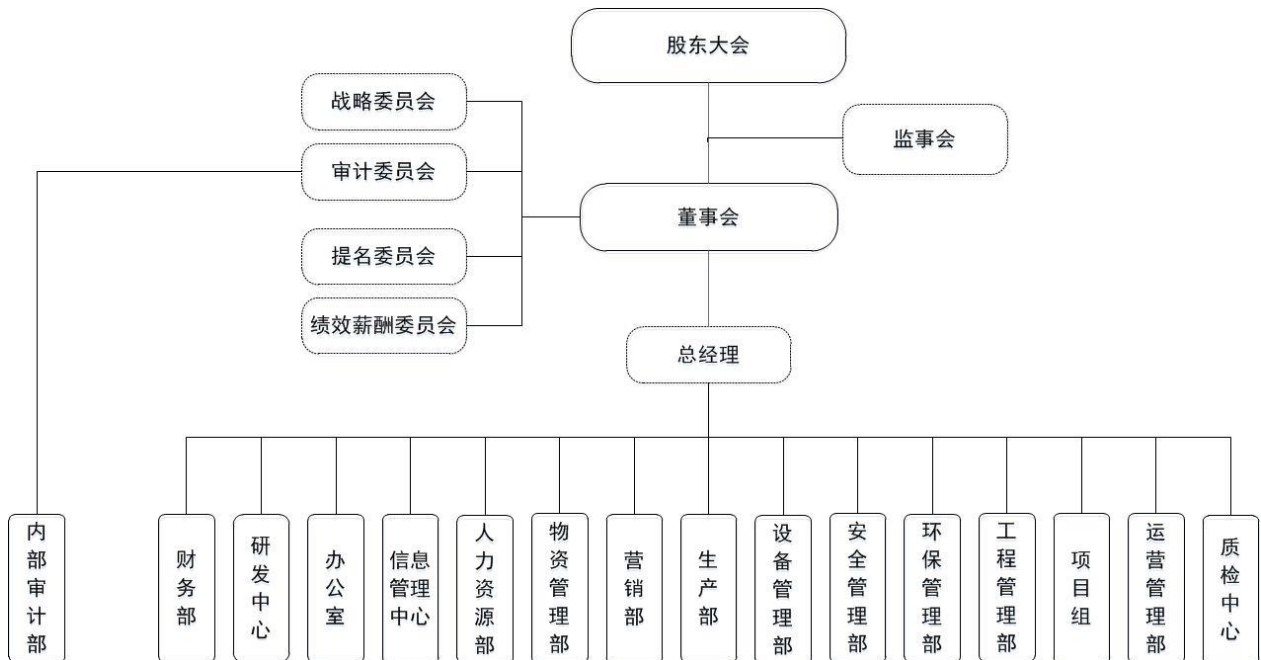 股东大会
战略委员会
监事会
审计委员会
董事会
提名委员会
绩效薪酬委员会
总经理
内部审计部
财务部
研发中心
办公室
信息管理中心
人力资源部
物资管理部
营销部
生产部
设备管理部
安全管理部
环保管理部
工程管理部
项目组
运营管理部
质检中心